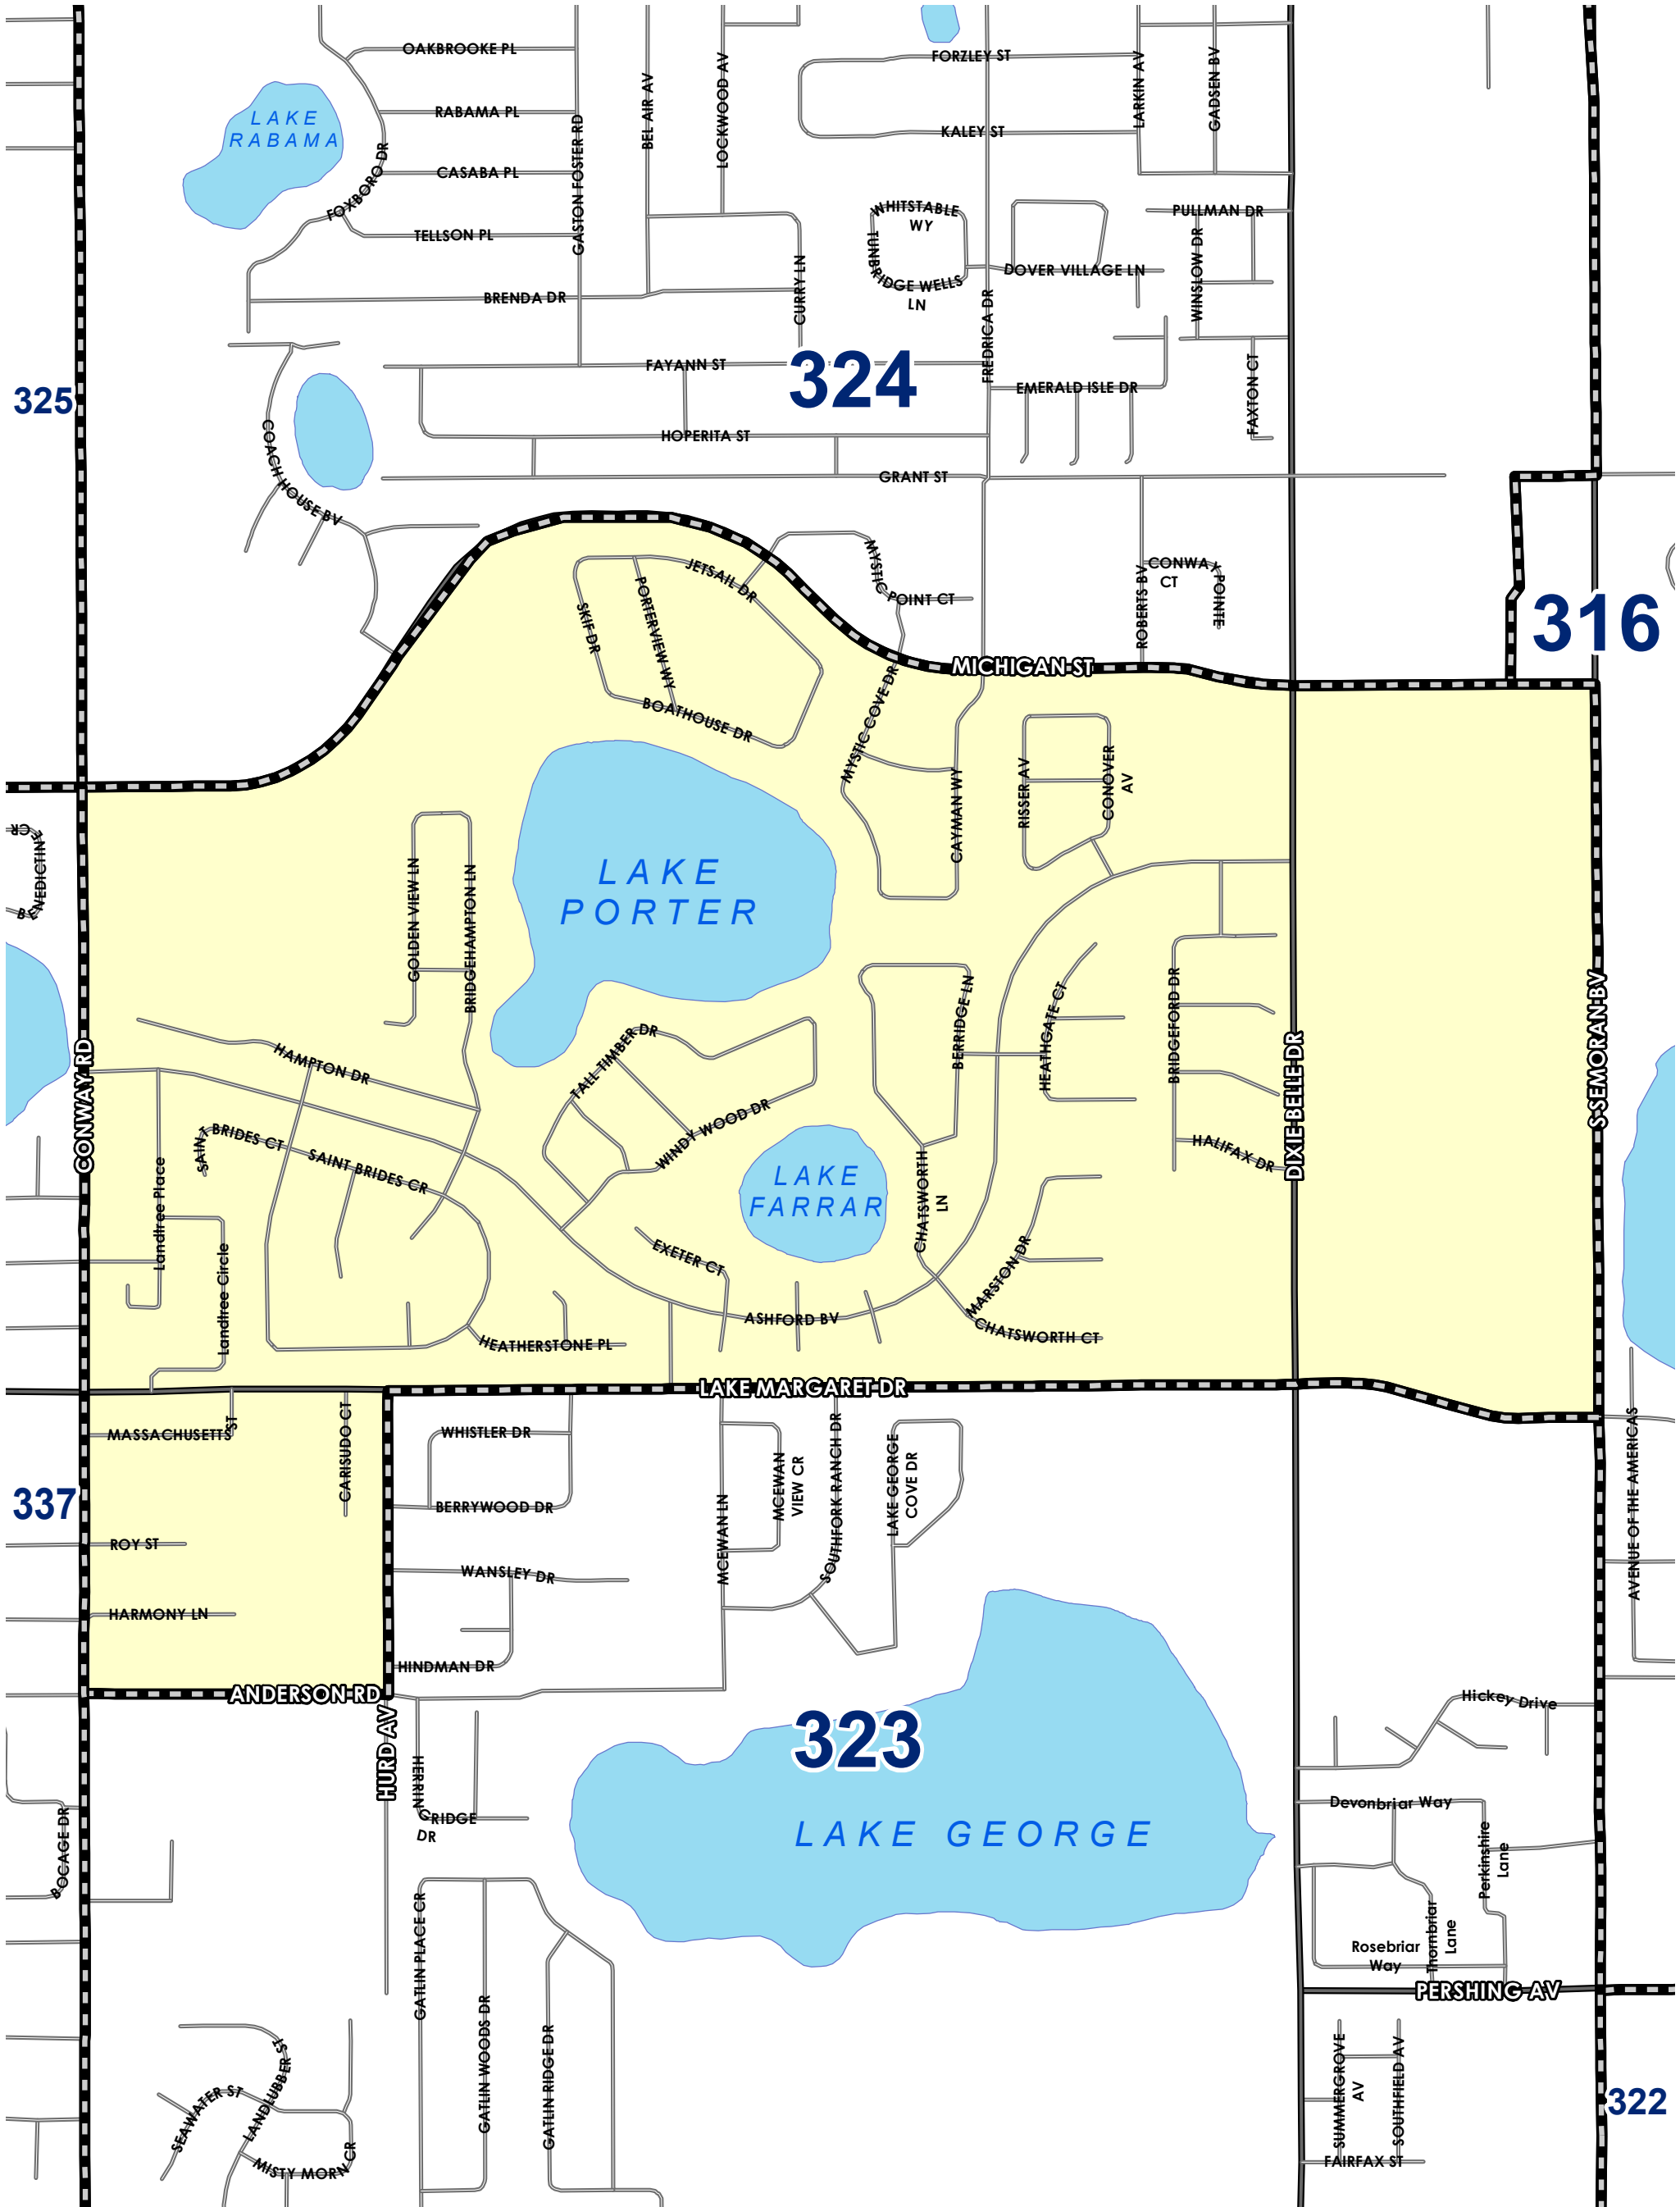 OAKBROOKE PL
FORZLEY ST
LAKE
RABAMA
RABAMA PL
BEL AIR AV
LOCKWOOD AV
LARKIN AV
GADSEN BV
KALEY ST
CASABA PL
FOXBORO DR
GASTON FOSTER RD
TELLSON PL
WHITSTABLE
WY
TUNBRIDGE WELLS
LN
PULLMAN DR
DOVER VILLAGE LN
WINSLOW DR
BRENDA DR
CURRY LN
FREDRICA DR
FAYANN ST
324
EMERALD ISLE DR
FAXTON CT
325
HOPERITA ST
COACH HOUSE BV
GRANT ST
JETSAIL DR
MYSTIC POINT CT
CONWAY
CT
POINTE
ROBERTS BV
316
SKIF DR
PORTERVIEW WY
MICHIGAN ST
BOATHOUSE DR
MYSTIC COVE DR
CAYMAN WY
RISSER AV
CONOVER
AV
BENEDICTINE
CR
GOLDEN VIEW LN
BRIDGEHAMPTON LN
LAKE
PORTER
BERRIDGE LN
HEATHGATE CT
BRIDGEFORD DR
S SEMORAN BV
CONWAY RD
HAMPTON DR
TALL TIMBER DR
WINDY WOOD DR
DIXIE BELLE DR
SAINT BRIDES CT
SAINT BRIDES CR
HALIFAX DR
LAKE
FARRAR
CHATSWORTH
LN
Landtree Place
Landtree Circle
EXETER CT
MARSTON DR
ASHFORD BV
CHATSWORTH CT
HEATHERSTONE PL
LAKE MARGARET DR
MASSACHUSETTS
ST
CARISUDO CT
WHISTLER DR
MCEWAN
VIEW CR
SOUTHFORK RANCH DR
LAKE GEORGE
COVE DR
AVENUE OF THE AMERICAS
337
BERRYWOOD DR
MCEWAN LN
ROY ST
WANSLEY DR
HARMONY LN
HINDMAN DR
ANDERSON RD
Hickey Drive
HURD AV
323
HERRINGRIDGE
DR
LAKE GEORGE
Devonbriar Way
Perkinshire
Lane
BOCAGE DR
GATLIN PLACE CR
Thornbriar
Lane
Rosebriar
Way
PERSHING AV
GATLIN WOODS DR
GATLIN RIDGE DR
LANDLUBBER ST
SEAWATER ST
MISTY MORN CR
SUMMERGROVE
AV
SOUTHFIELD AV
322
FAIRFAX ST